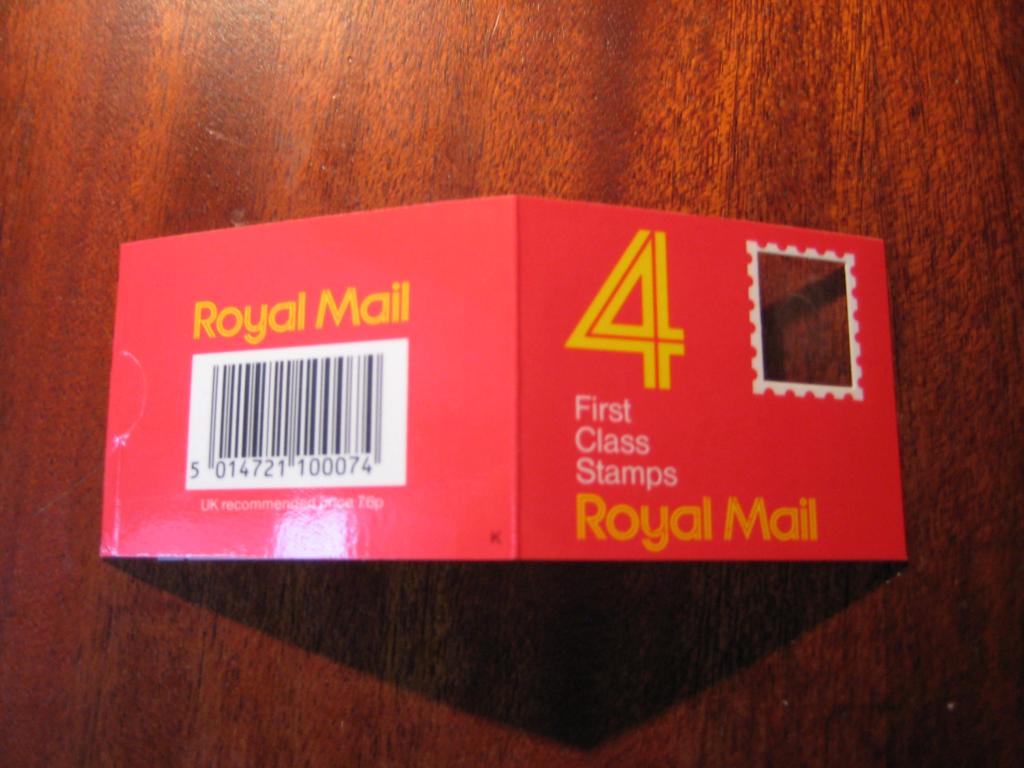 Royal Mail
5 014721 100074
UK recommended price 76p
K
4
First
Class
Stamps
Royal Mail